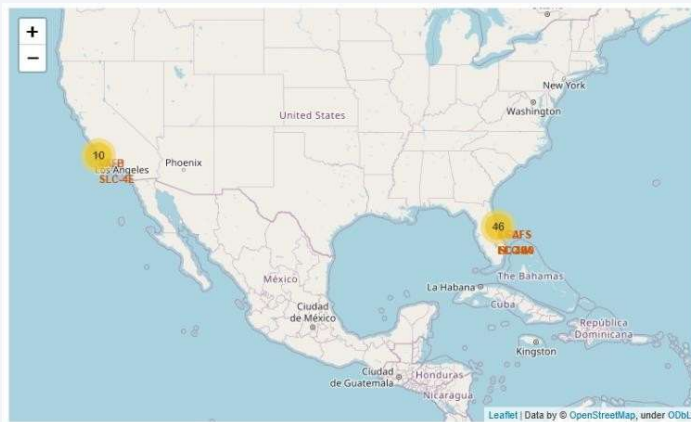 +
−
United States
New York
Washington
10
Los Angeles
Phoenix
SLC-4E
46
The Bahamas
La Habana
Cuba
México
Ciudad
de México
República
Dominicana
Kingston
Ciudad
de Guatemala
Honduras
Nicaragua
Leaflet | Data by © OpenStreetMap, under ODbL